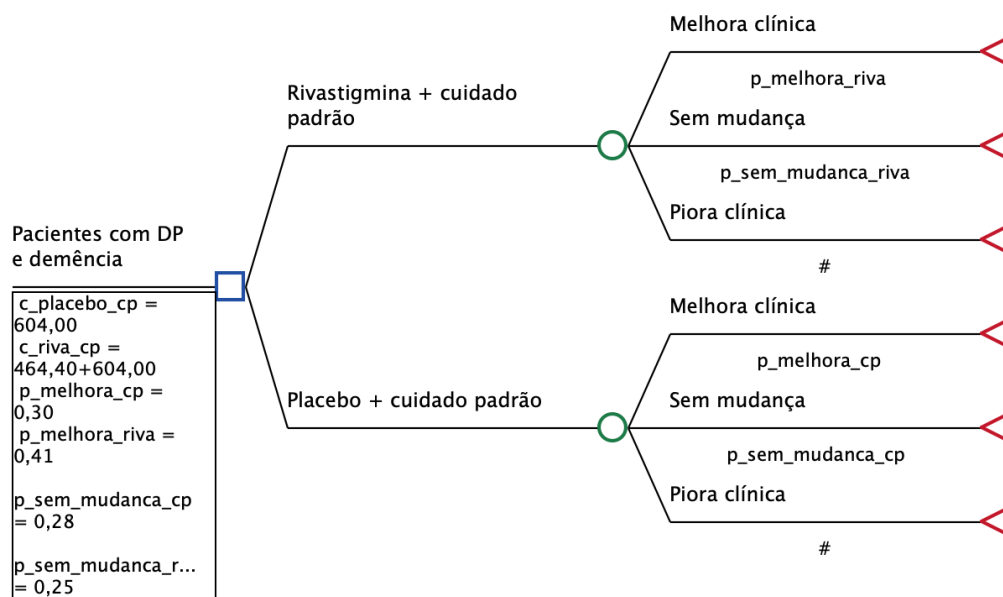 Melhora clínica
p_melhora_riva
Rivastigmina + cuidado
padrão
Sem mudança
p_sem_mudanca_riva
Piora clínica
#
Pacientes com DP
e demência
c_placebo_cp =
604,00
c_riva_cp =
464,40+604,00
p_melhora_cp =
0,30
p_melhora_riva =
0,41
p_sem_mudanca_cp
= 0,28
p_sem_mudanca_r...
= 0,25
Melhora clínica
p_melhora_cp
Placebo + cuidado padrão
Sem mudança
p_sem_mudanca_cp
Piora clínica
#